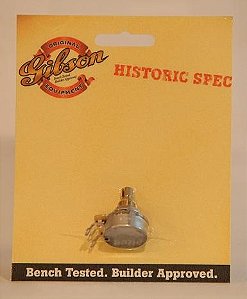 ORIGINAL
Gibson
EQUIPMENT
HISTORIC SPEC
Bench Tested. Builder Approved.